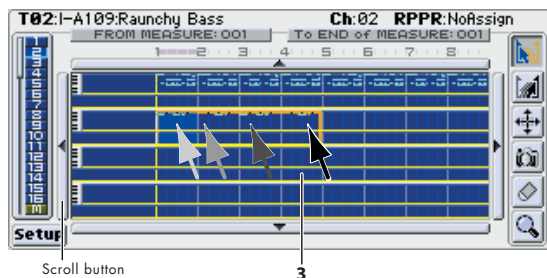 T02:I-A109:Raunchy Bass Ch:02 RPPR:NoAssign
FROM MEASURE: 001 To END of MEASURE: 001
1 2 3 4 5 6 7 8
1
2
3
4
5
6
7
8
9
10
11
12
13
14
15
16
M
Setup
Scroll button
3